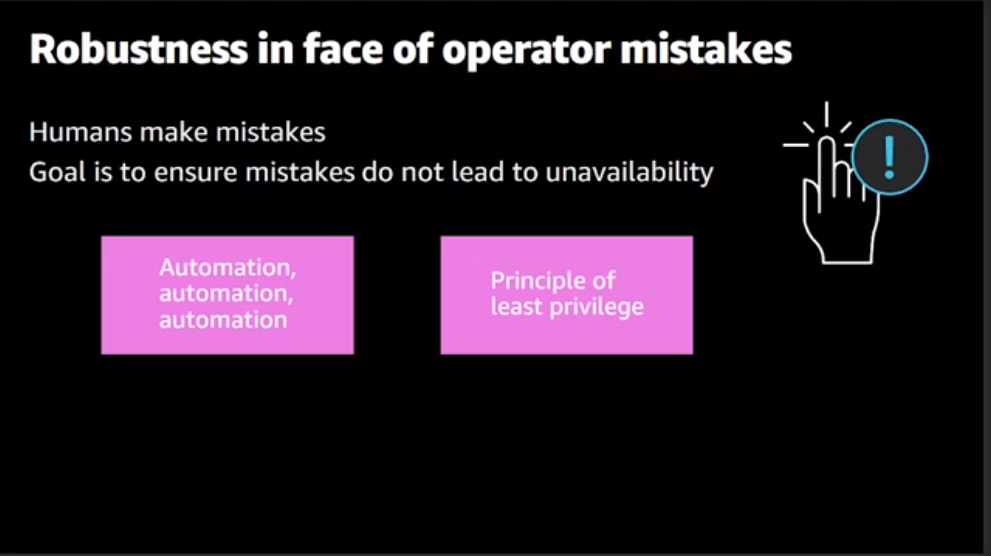 Robustness in face of operator mistakes
Humans make mistakes
Goal is to ensure mistakes do not lead to unavailability
Automation,
automation,
automation
Principle of
least privilege